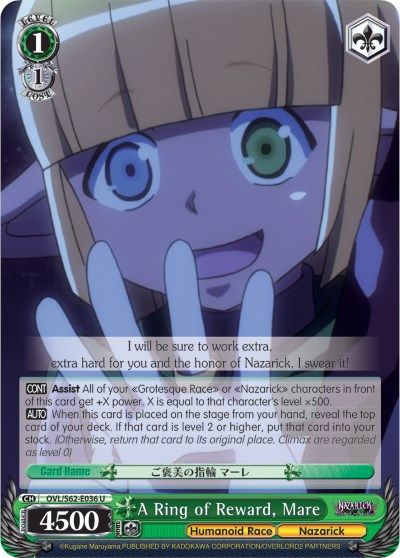 LEVEL
1
1
COST
I will be sure to work extra,
extra hard for you and the honor of Nazarick, I swear it!
CONT Assist All of your «Grotesque Race» or «Nazarick» characters in front
of this card get +X power. X is equal to that character's level ×500.
AUTO When this card is placed on the stage from your hand, reveal the top
card of your deck. If that card is level 2 or higher, put that card into your
stock. (Otherwise, return that card to its original place. Climax are regarded
as level 0)
Card Name ご褒美の指輪 マーレ
CH OVL/S62-E036 U
A Ring of Reward, Mare
NAZARICK
POWER 4500 SOUL
Humanoid Race Nazarick
©Kugane Maruyama,PUBLISHED BY KADOKAWA CORPORATION/OVERLORD2 PARTNERS